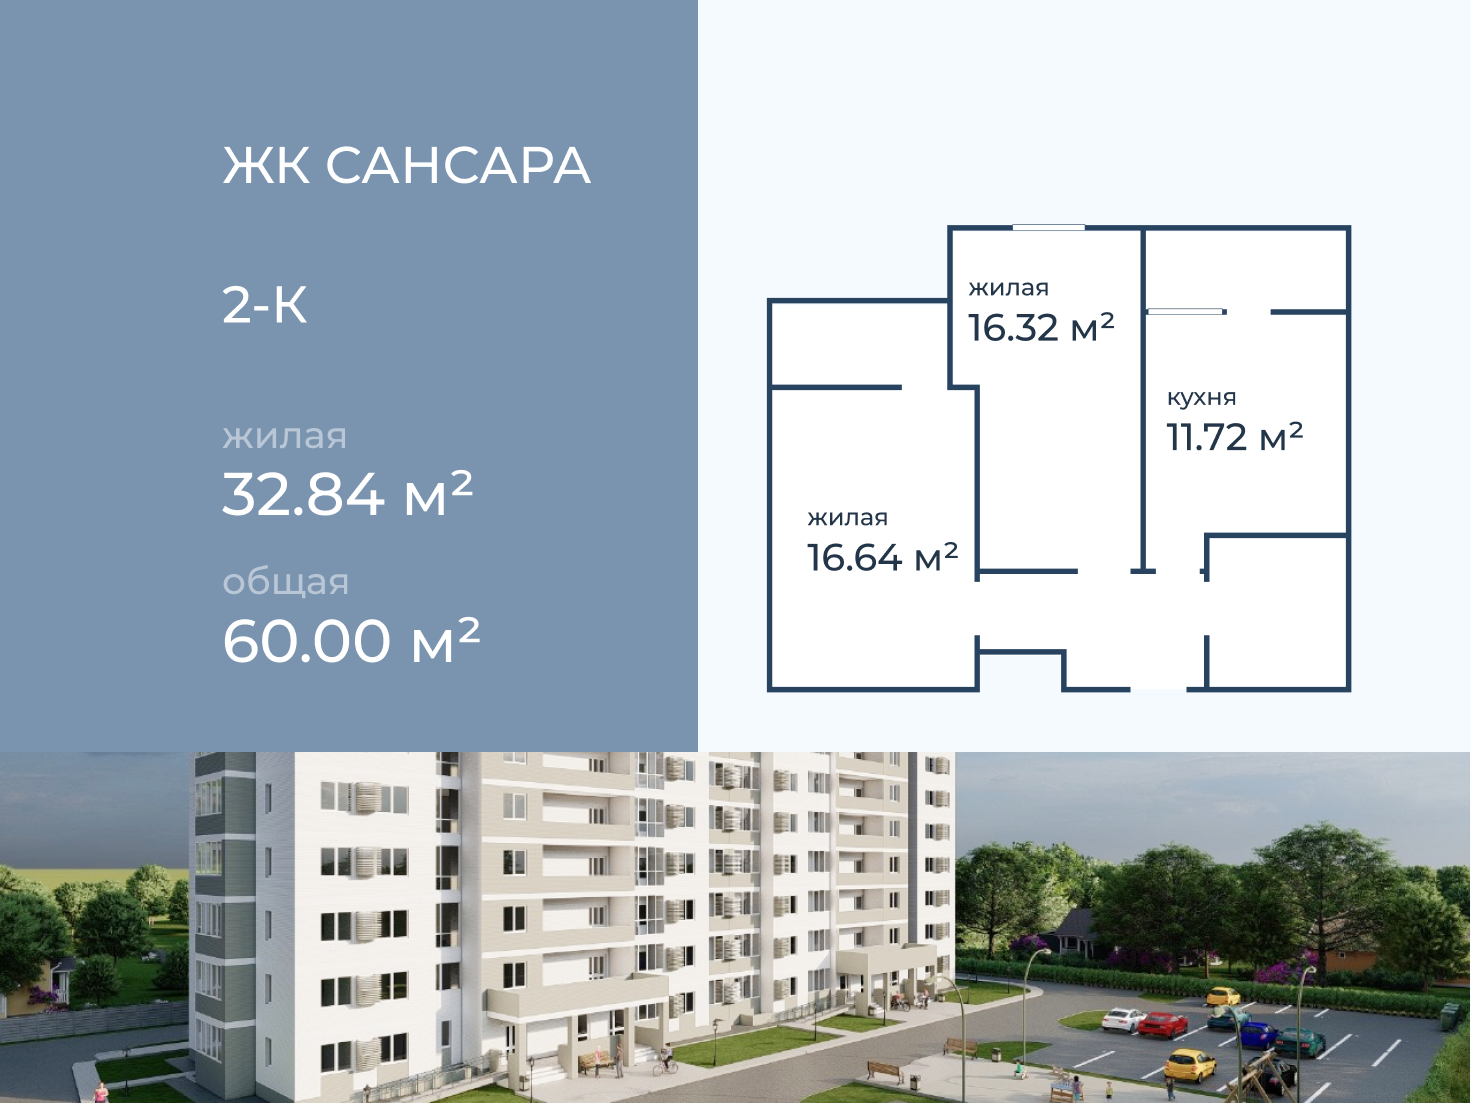 ЖК САНСАРА
2-К
жилая
32.84 м²
общая
60.00 м²
жилая
16.32 м²
кухня
11.72 м²
жилая
16.64 м²